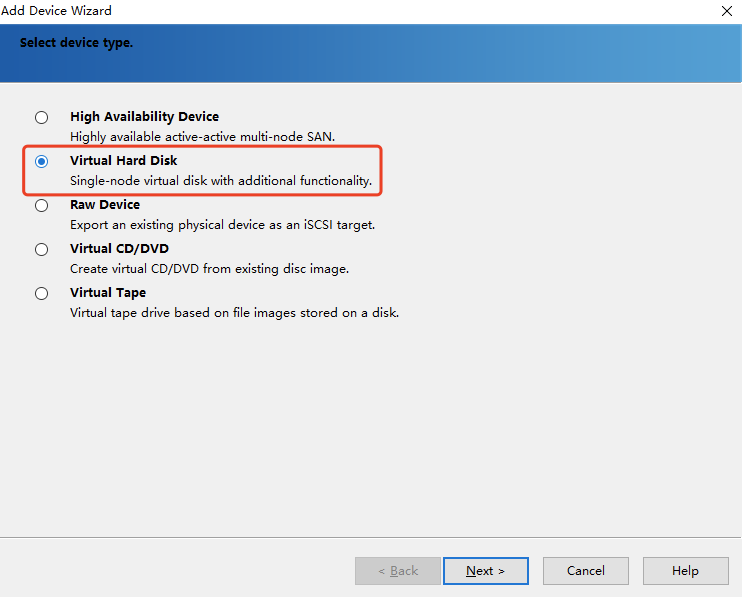 Add Device Wizard
Select device type.
High Availability Device
Highly available active-active multi-node SAN.
Virtual Hard Disk
Single-node virtual disk with additional functionality.
Raw Device
Export an existing physical device as an iSCSI target.
Virtual CD/DVD
Create virtual CD/DVD from existing disc image.
Virtual Tape
Virtual tape drive based on file images stored on a disk.
< Back Next > Cancel Help